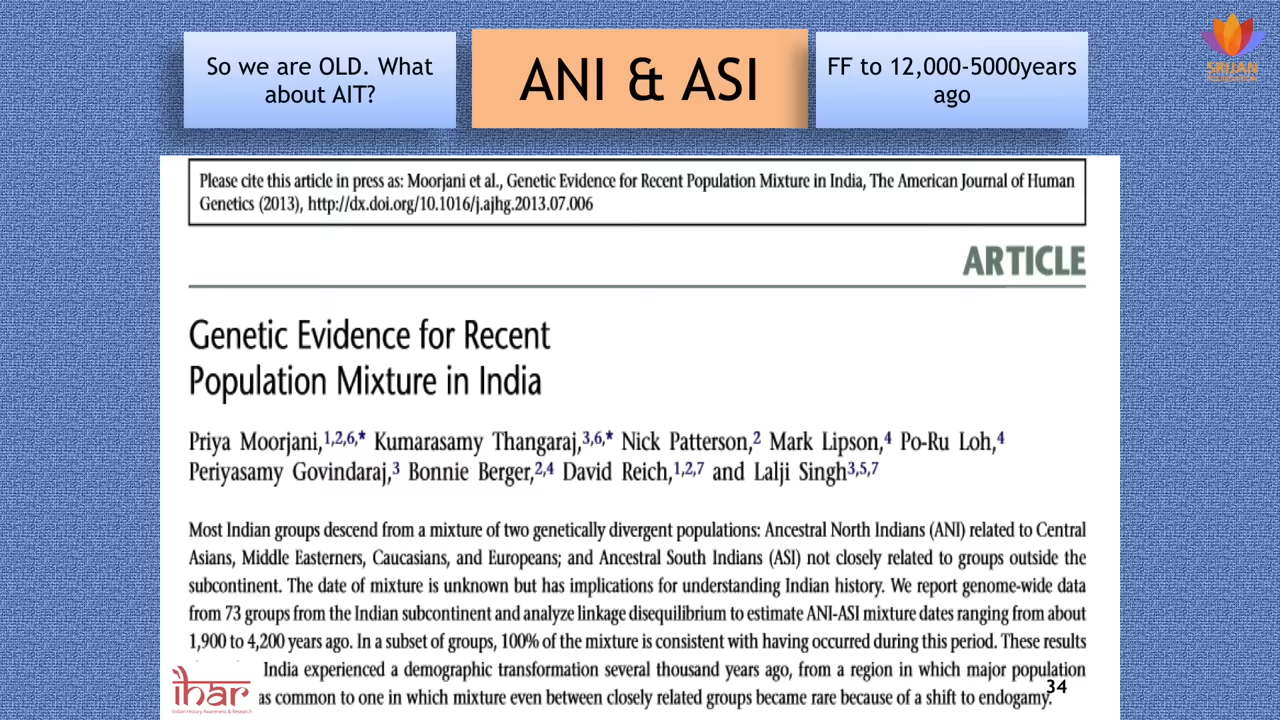 So we are OLD. What
about AIT?
ANI & ASI
FF to 12,000-5000years
ago
SRIJAN
FOUNDATION
Please cite this article in press as: Moorjani et al., Genetic Evidence for Recent Population Mixture in India, The American Journal of Human
Genetics (2013), http://dx.doi.org/10.1016/j.ajhg.2013.07.006
ARTICLE
Genetic Evidence for Recent
Population Mixture in India
Priya Moorjani,1,2,6,* Kumarasamy Thangaraj,3,6,* Nick Patterson,2 Mark Lipson,4 Po-Ru Loh,4
Periyasamy Govindaraj,3 Bonnie Berger,2,4 David Reich,1,2,7 and Lalji Singh3,5,7
Most Indian groups descend from a mixture of two genetically divergent populations: Ancestral North Indians (ANI) related to Central
Asians, Middle Easterners, Caucasians, and Europeans; and Ancestral South Indians (ASI) not closely related to groups outside the
subcontinent. The date of mixture is unknown but has implications for understanding Indian history. We report genome-wide data
from 73 groups from the Indian subcontinent and analyze linkage disequilibrium to estimate ANI-ASI mixture dates ranging from about
1,900 to 4,200 years ago. In a subset of groups, 100% of the mixture is consistent with having occurred during this period. These results
India experienced a demographic transformation several thousand years ago, from a region in which major population
as common to one in which mixture even between closely related groups became rare because of a shift to endogamy.
34
ihar
Indian History Awareness & Research